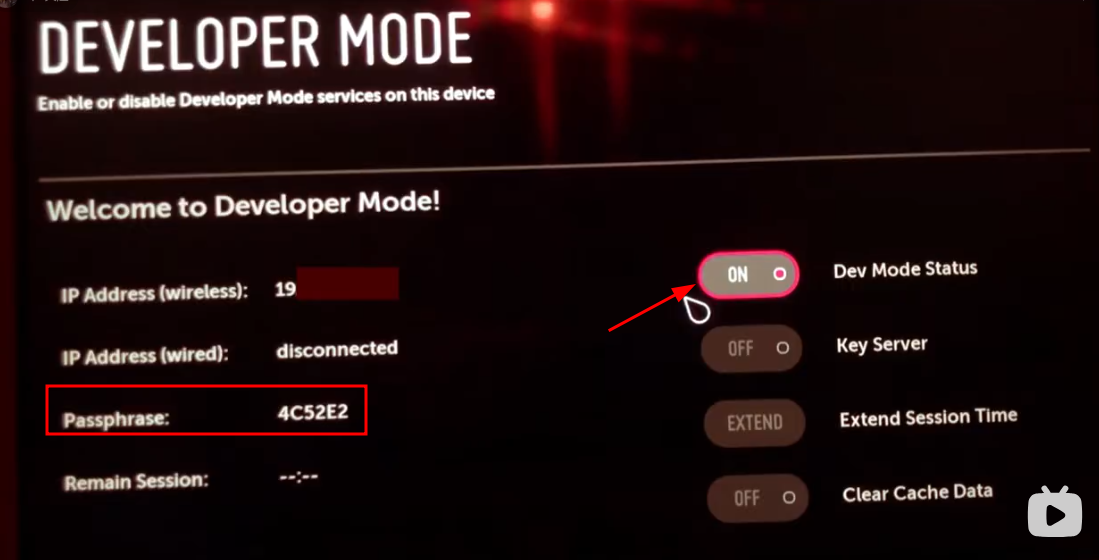 DEVELOPER MODE
Enable or disable Developer Mode services on this device
Welcome to Developer Mode!
IP Address (wireless): 19
ON Dev Mode Status
IP Address (wired): disconnected
OFF Key Server
Passphrase: 4C52E2
EXTEND Extend Session Time
Remain Session: --:--
OFF Clear Cache Data